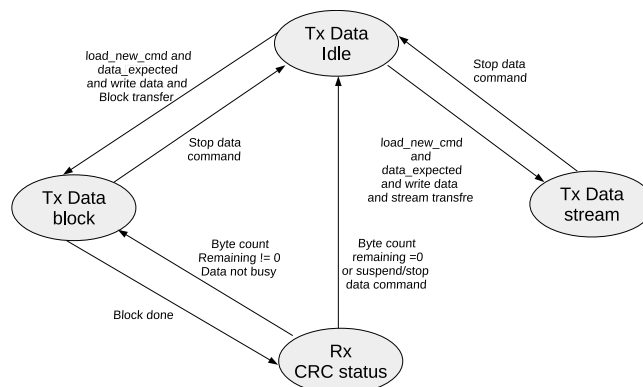 Tx Data
Idle
load_new_cmd and
data_expected
and write data and
Block transfer
Stop data
command
Stop data
command
load_new_cmd
and
data_expected
and write data
and stream transfre
Tx Data
block
Tx Data
stream
Byte count
Remaining != 0
Data not busy
Byte count
remaining =0
or suspend/stop
data command
Block done
Rx
CRC status